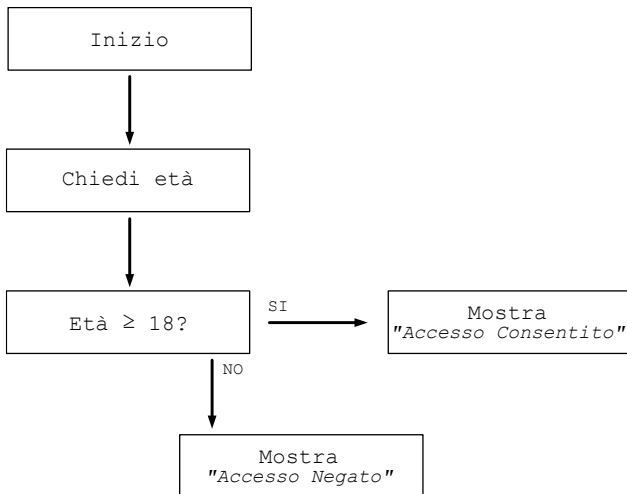 Inizio
Chiedi età
Età ≥ 18?
SI
Mostra
"Accesso Consentito"
NO
Mostra
"Accesso Negato"